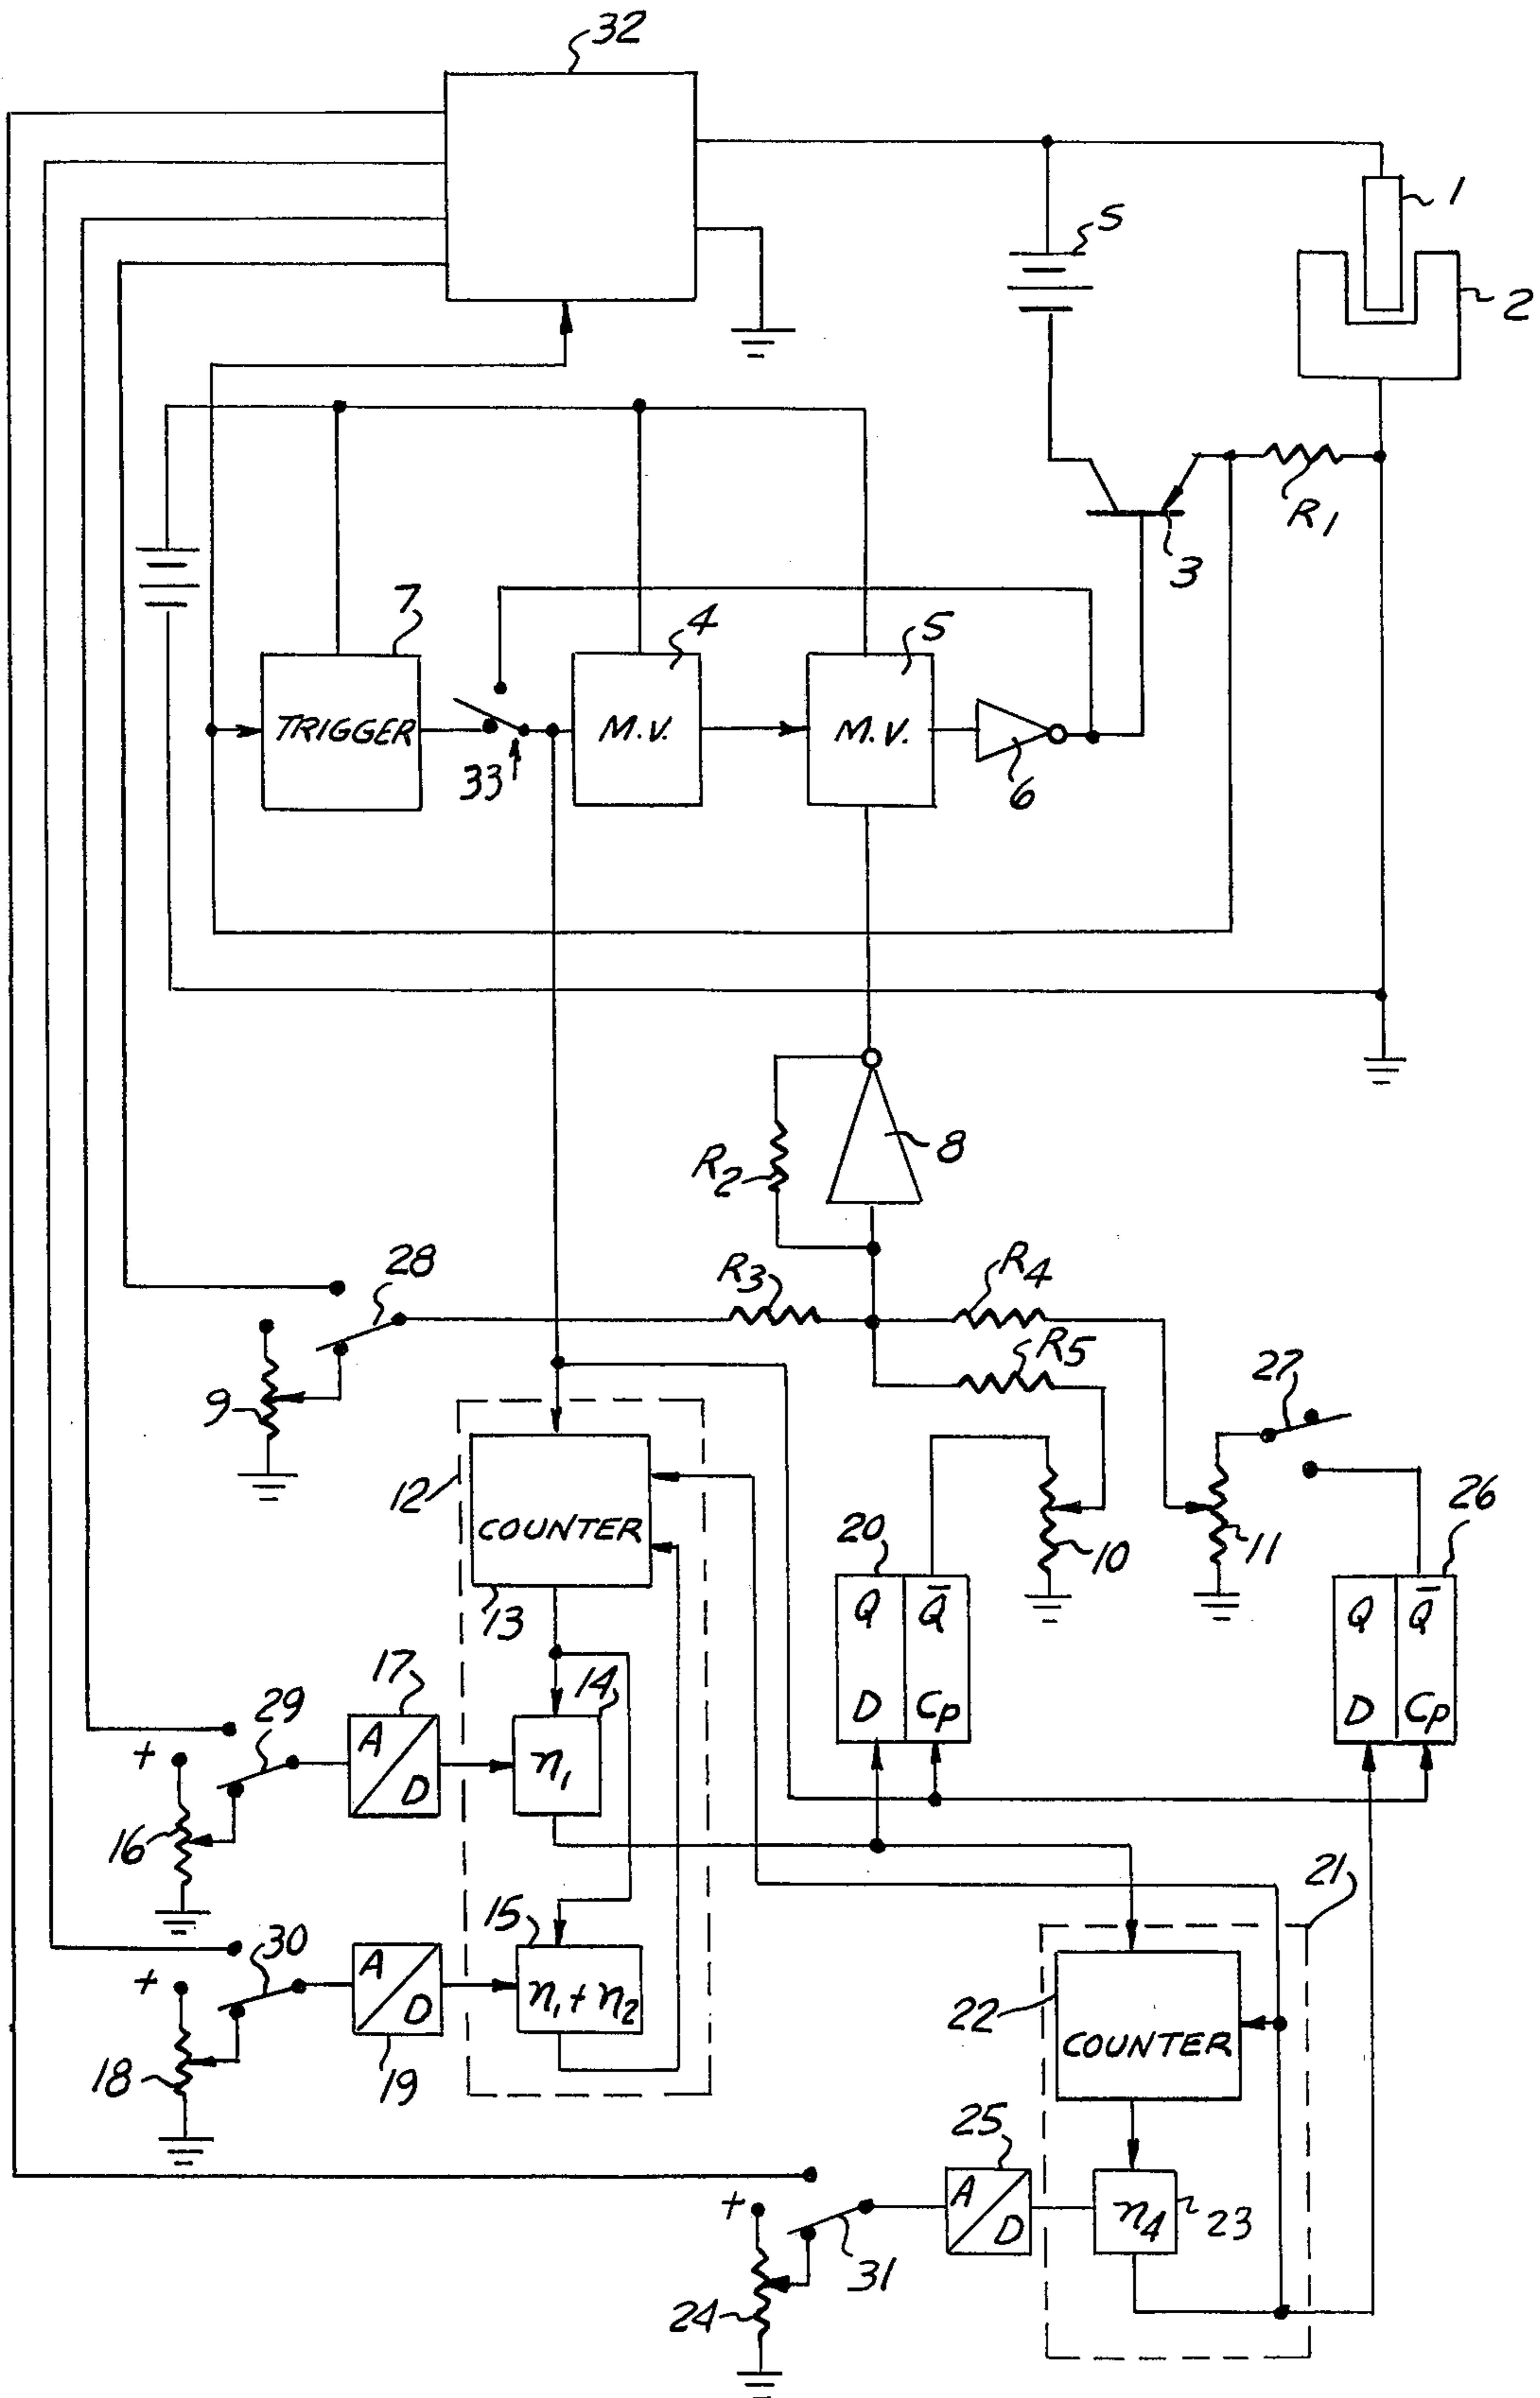 32
1
S
2
R1
3
7
4
5
TRIGGER
M.V.
M.V.
33
6
8
R2
28
R3
R4
R5
27
9
12
COUNTER
26
20
10
11
13
Q Q̄
Q Q̄
17
14
29
D Cp
D Cp
+
A/D
n1
16
21
15
30
+
A/D
n1 + n2
22
COUNTER
18
19
25
+
A/D
n4
23
31
24